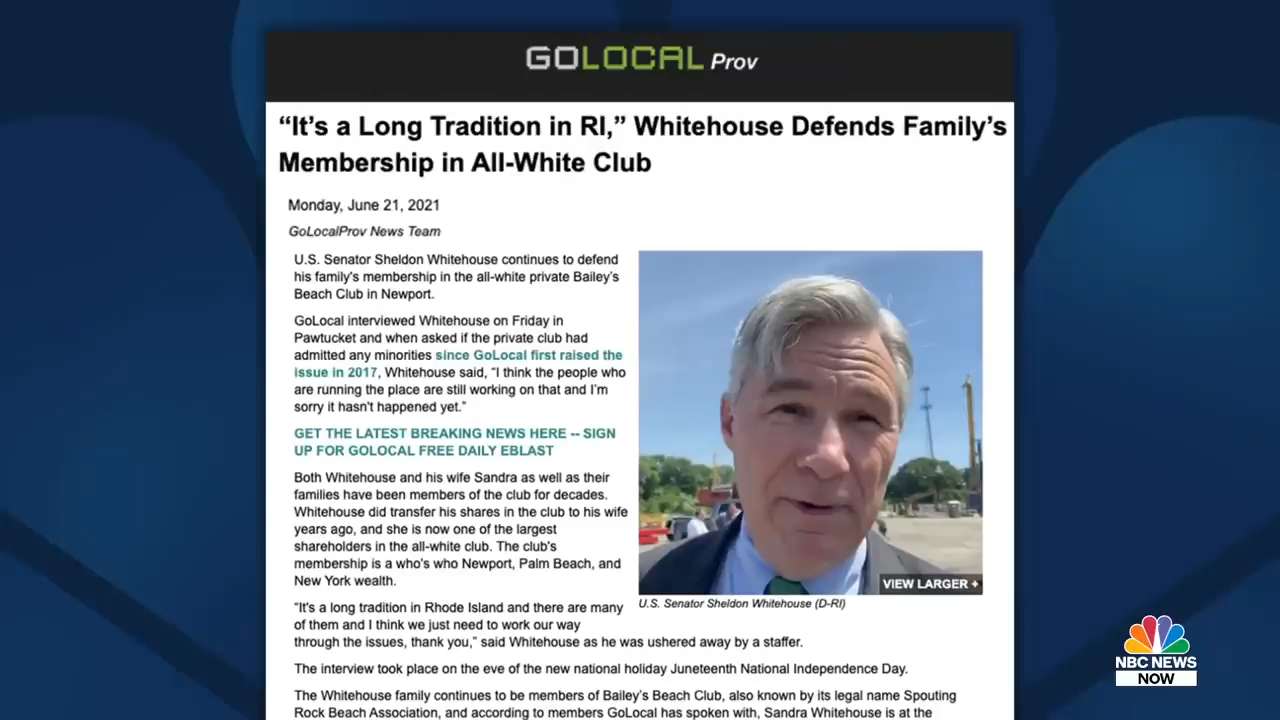 GOLOCAL Prov
“It’s a Long Tradition in RI,” Whitehouse Defends Family’s
Membership in All-White Club
Monday, June 21, 2021
GoLocalProv News Team
U.S. Senator Sheldon Whitehouse continues to defend
his family's membership in the all-white private Bailey’s
Beach Club in Newport.
GoLocal interviewed Whitehouse on Friday in
Pawtucket and when asked if the private club had
admitted any minorities since GoLocal first raised the
issue in 2017, Whitehouse said, “I think the people who
are running the place are still working on that and I’m
sorry it hasn't happened yet.”
GET THE LATEST BREAKING NEWS HERE -- SIGN
UP FOR GOLOCAL FREE DAILY EBLAST
Both Whitehouse and his wife Sandra as well as their
families have been members of the club for decades.
Whitehouse did transfer his shares in the club to his wife
years ago, and she is now one of the largest
shareholders in the all-white club. The club’s
membership is a who’s who Newport, Palm Beach, and
New York wealth.
“It’s a long tradition in Rhode Island and there are many
of them and I think we just need to work our way
through the issues, thank you,” said Whitehouse as he was ushered away by a staffer.
The interview took place on the eve of the new national holiday Juneteenth National Independence Day.
The Whitehouse family continues to be members of Bailey’s Beach Club, also known by its legal name Spouting
Rock Beach Association, and according to members GoLocal has spoken with, Sandra Whitehouse is at the
VIEW LARGER +
U.S. Senator Sheldon Whitehouse (D-RI)
NBC NEWS
NOW